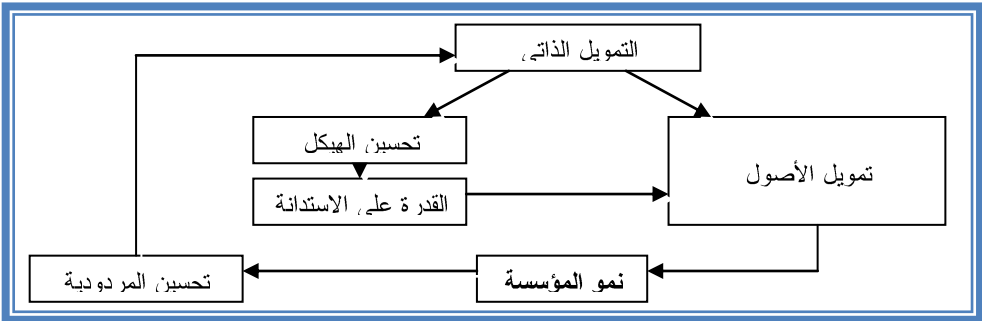 التمويل الذاتي
تحسين الهيكل
تمويل الأصول
القدرة على الاستدانة
نمو المؤسسة
تحسين المردودية